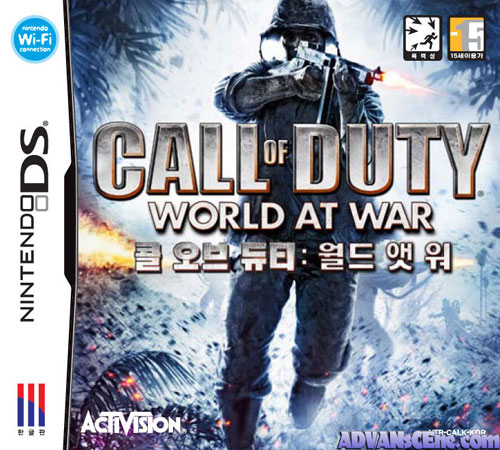 nintendo
Wi-Fi
connection
폭력성
15
15세이용가
CALL OF DUTY®
WORLD AT WAR
콜 오브 듀티: 월드 앳 워
NINTENDO DS
한글판
ACTIVISION
NTR-CALK-KOR
ADVANSCENE.COM